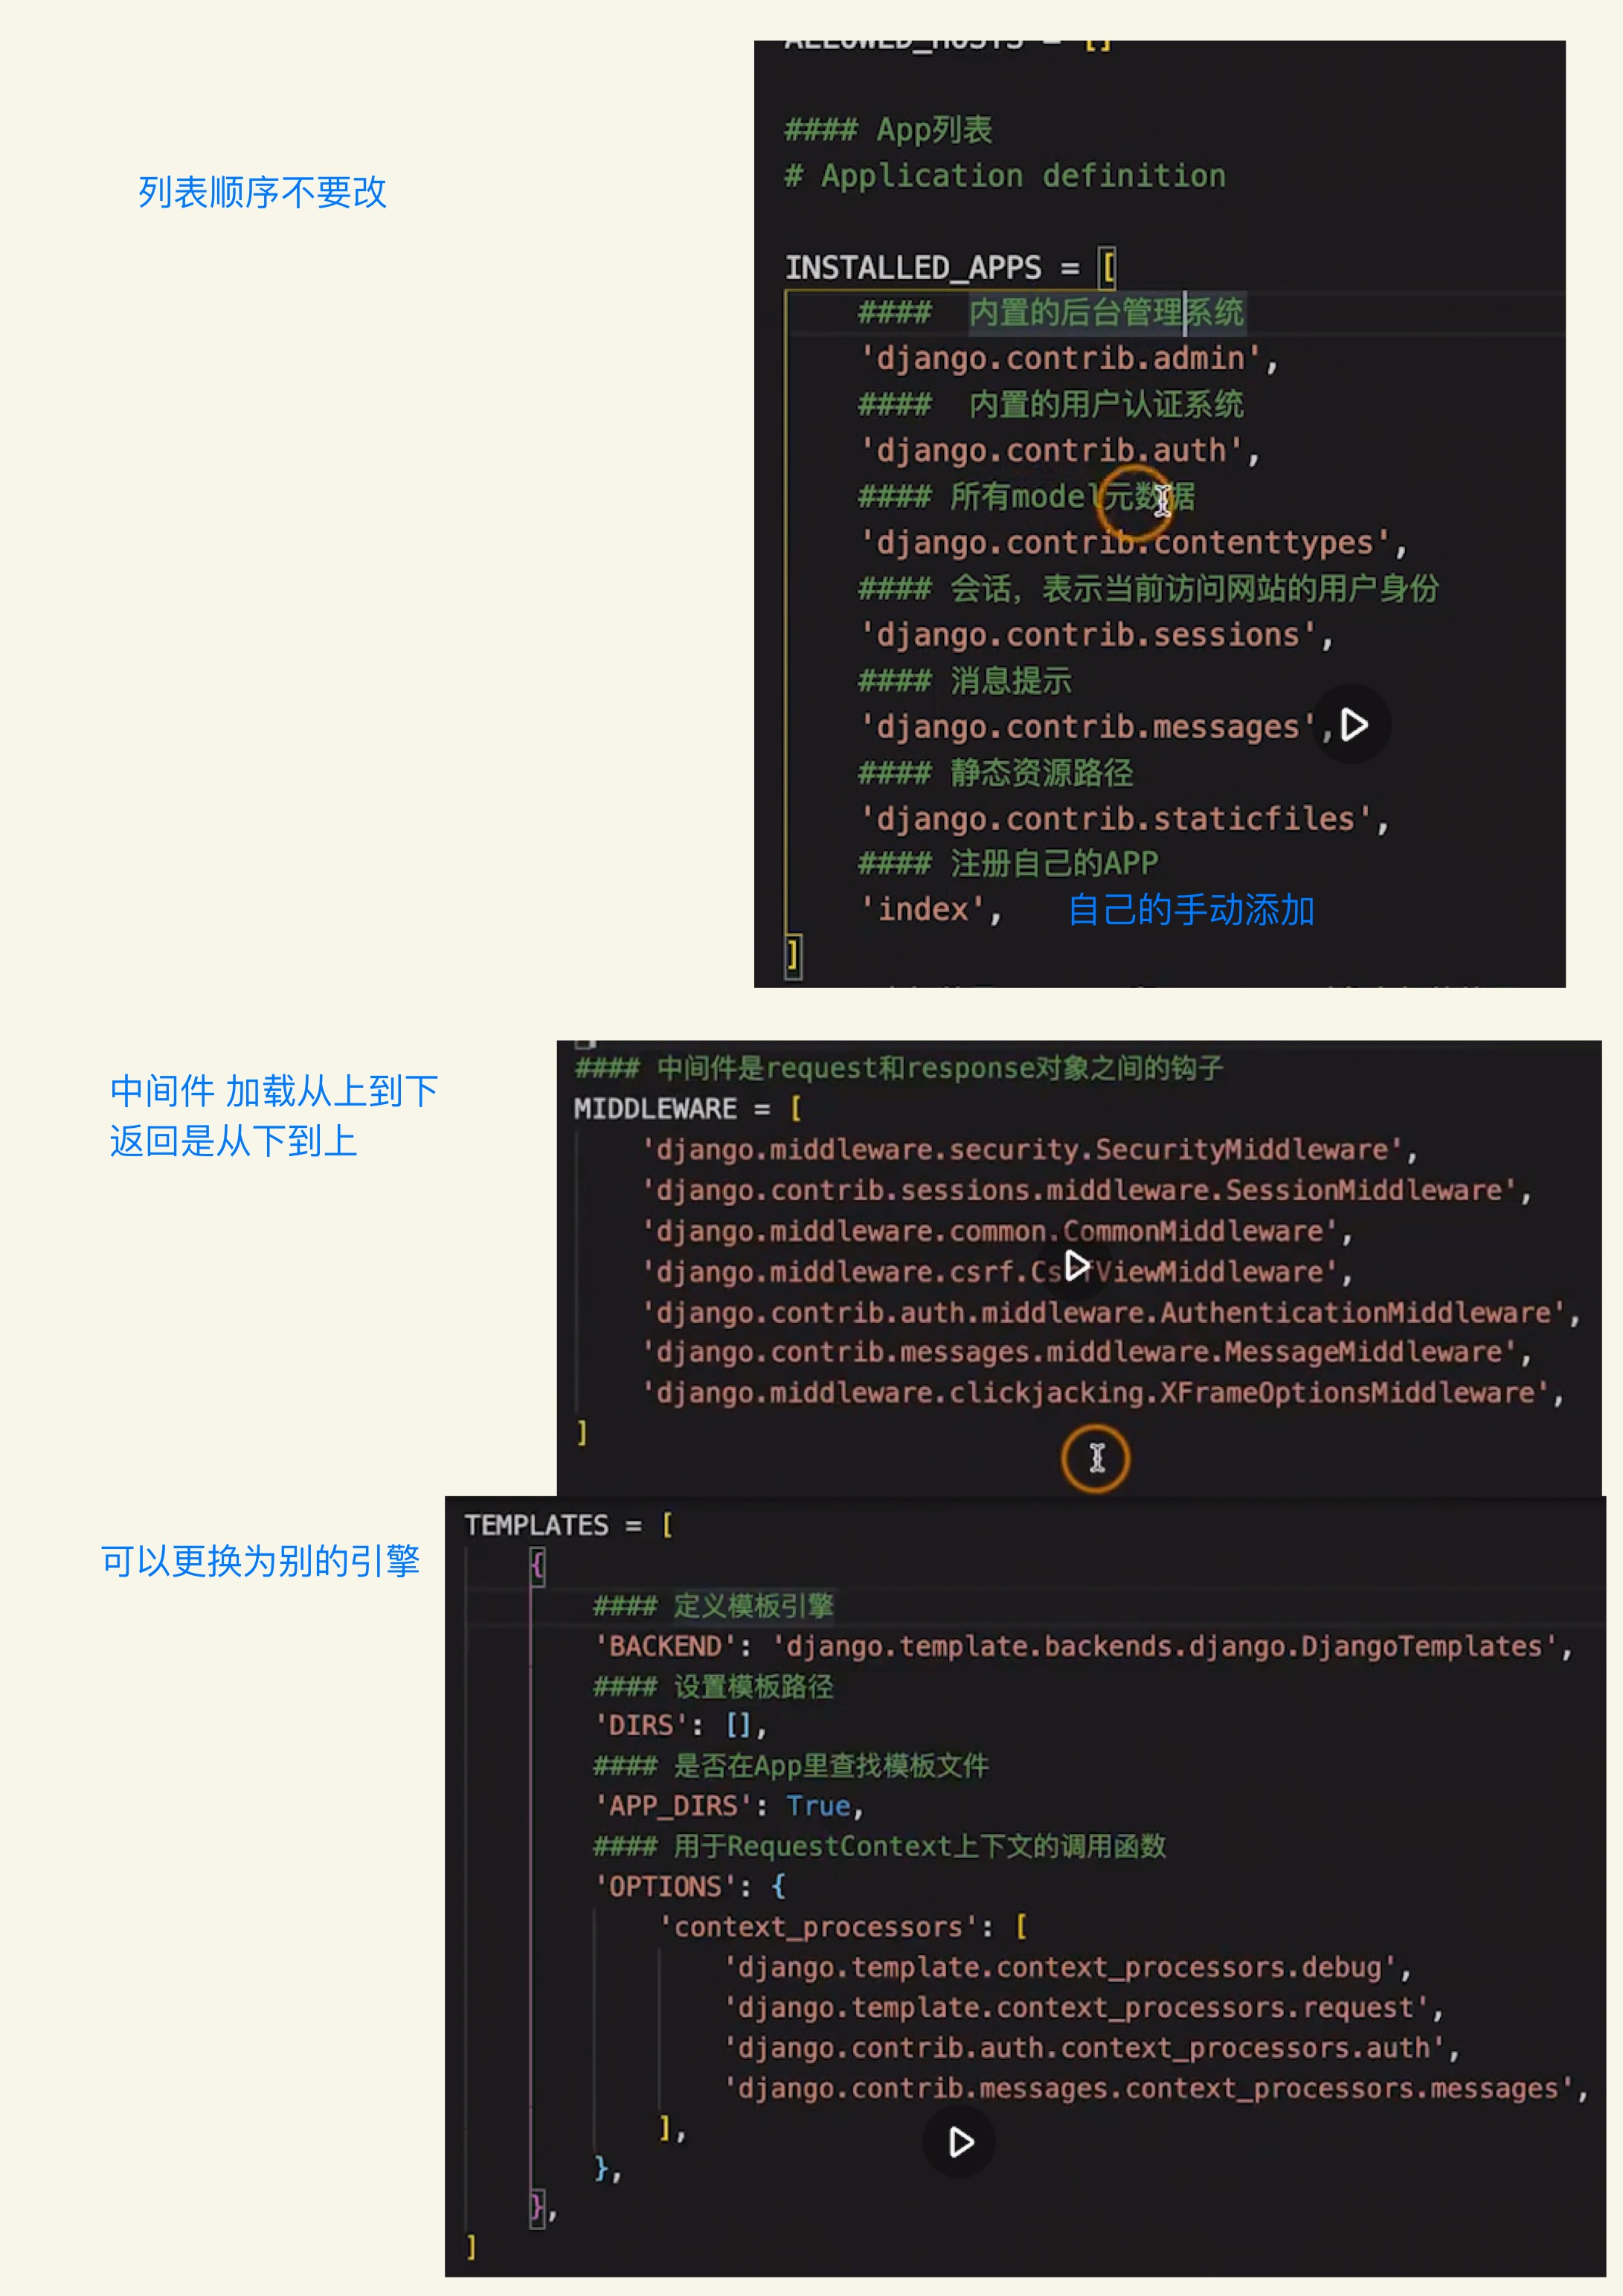 ALLOWED_HOSTS = []
#### App列表
# Application definition
列表顺序不要改
INSTALLED_APPS = [
#### 内置的后台管理系统
'django.contrib.admin',
#### 内置的用户认证系统
'django.contrib.auth',
#### 所有model元数据
'django.contrib.contenttypes',
#### 会话，表示当前访问网站的用户身份
'django.contrib.sessions',
#### 消息提示
'django.contrib.messages',
#### 静态资源路径
'django.contrib.staticfiles',
#### 注册自己的APP
'index', 自己的手动添加
]
中间件 加载从上到下
返回是从下到上
#### 中间件是request和response对象之间的钩子
MIDDLEWARE = [
'django.middleware.security.SecurityMiddleware',
'django.contrib.sessions.middleware.SessionMiddleware',
'django.middleware.common.CommonMiddleware',
'django.middleware.csrf.CsrfViewMiddleware',
'django.contrib.auth.middleware.AuthenticationMiddleware',
'django.contrib.messages.middleware.MessageMiddleware',
'django.middleware.clickjacking.XFrameOptionsMiddleware',
]
可以更换为别的引擎
TEMPLATES = [
{
#### 定义模板引擎
'BACKEND': 'django.template.backends.django.DjangoTemplates',
#### 设置模板路径
'DIRS': [],
#### 是否在App里查找模板文件
'APP_DIRS': True,
#### 用于RequestContext上下文的调用函数
'OPTIONS': {
'context_processors': [
'django.template.context_processors.debug',
'django.template.context_processors.request',
'django.contrib.auth.context_processors.auth',
'django.contrib.messages.context_processors.messages',
],
},
},
]